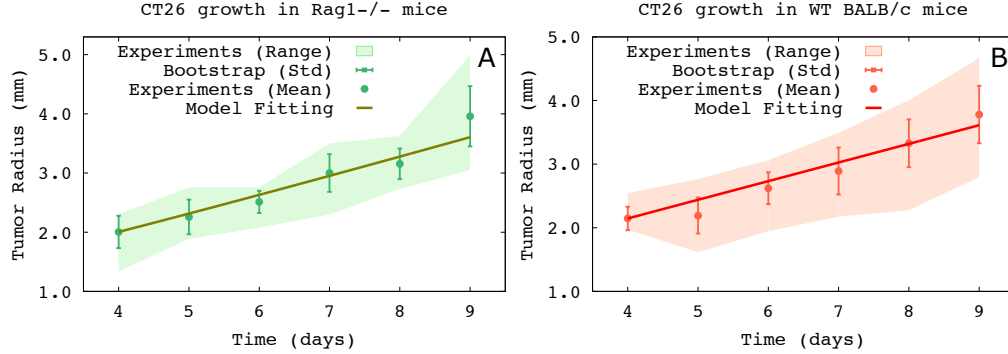 CT26 growth in Rag1-/- mice
5.0
4.0
3.0
2.0
1.0
Tumor Radius (mm)
Experiments (Range)
Bootstrap (Std)
Experiments (Mean)
Model Fitting
A
4 5 6 7 8 9
Time (days)
CT26 growth in WT BALB/c mice
5.0
4.0
3.0
2.0
1.0
Tumor Radius (mm)
Experiments (Range)
Bootstrap (Std)
Experiments (Mean)
Model Fitting
B
4 5 6 7 8 9
Time (days)